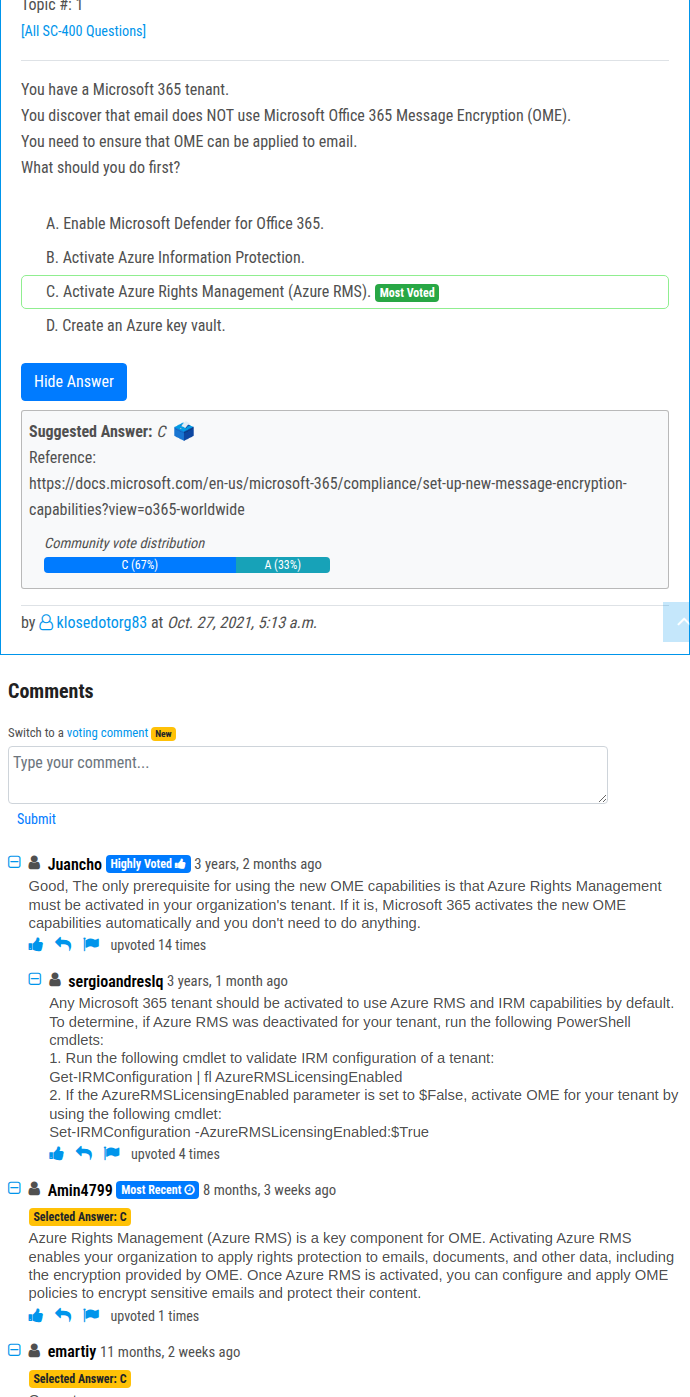 Topic #: 1
[All SC-400 Questions]
You have a Microsoft 365 tenant.
You discover that email does NOT use Microsoft Office 365 Message Encryption (OME).
You need to ensure that OME can be applied to email.
What should you do first?
A. Enable Microsoft Defender for Office 365.
B. Activate Azure Information Protection.
C. Activate Azure Rights Management (Azure RMS). Most Voted
D. Create an Azure key vault.
Hide Answer
Suggested Answer: C
Reference:
https://docs.microsoft.com/en-us/microsoft-365/compliance/set-up-new-message-encryption-
capabilities?view=o365-worldwide
Community vote distribution
C (67%) A (33%)
by klosedotorg83 at Oct. 27, 2021, 5:13 a.m.
Comments
Switch to a voting comment New
Type your comment...
Submit
Juancho Highly Voted 3 years, 2 months ago
Good, The only prerequisite for using the new OME capabilities is that Azure Rights Management
must be activated in your organization's tenant. If it is, Microsoft 365 activates the new OME
capabilities automatically and you don't need to do anything.
upvoted 14 times
sergioandreslq 3 years, 1 month ago
Any Microsoft 365 tenant should be activated to use Azure RMS and IRM capabilities by default.
To determine, if Azure RMS was deactivated for your tenant, run the following PowerShell
cmdlets:
1. Run the following cmdlet to validate IRM configuration of a tenant:
Get-IRMConfiguration | fl AzureRMSLicensingEnabled
2. If the AzureRMSLicensingEnabled parameter is set to $False, activate OME for your tenant by
using the following cmdlet:
Set-IRMConfiguration -AzureRMSLicensingEnabled:$True
upvoted 4 times
Amin4799 Most Recent 8 months, 3 weeks ago
Selected Answer: C
Azure Rights Management (Azure RMS) is a key component for OME. Activating Azure RMS
enables your organization to apply rights protection to emails, documents, and other data, including
the encryption provided by OME. Once Azure RMS is activated, you can configure and apply OME
policies to encrypt sensitive emails and protect their content.
upvoted 1 times
emartiy 11 months, 2 weeks ago
Selected Answer: C